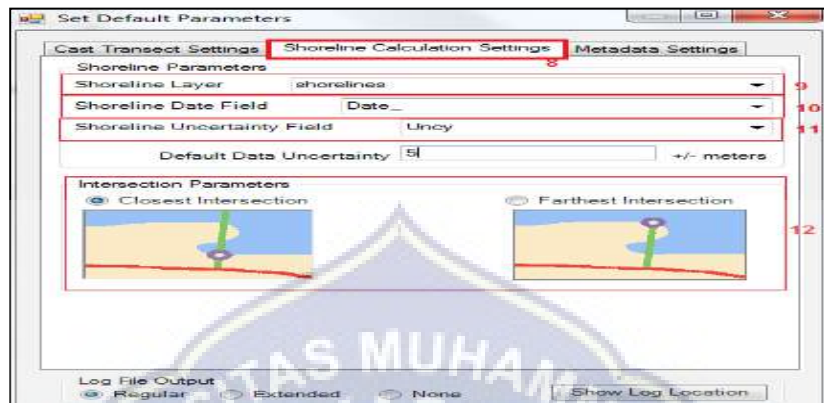 Set Default Parameters
Cast Transect Settings Shoreline Calculation Settings Metadata Settings
8
Shoreline Parameters
Shoreline Layer shorelines 9
Shoreline Date Field Date_ 10
Shoreline Uncertainty Field Uncy 11
Default Data Uncertainty 5 +/- meters
Intersection Parameters
Closest Intersection Farthest Intersection
12
TAS MUHA
Log File Output
Regular Extended None Show Log Location